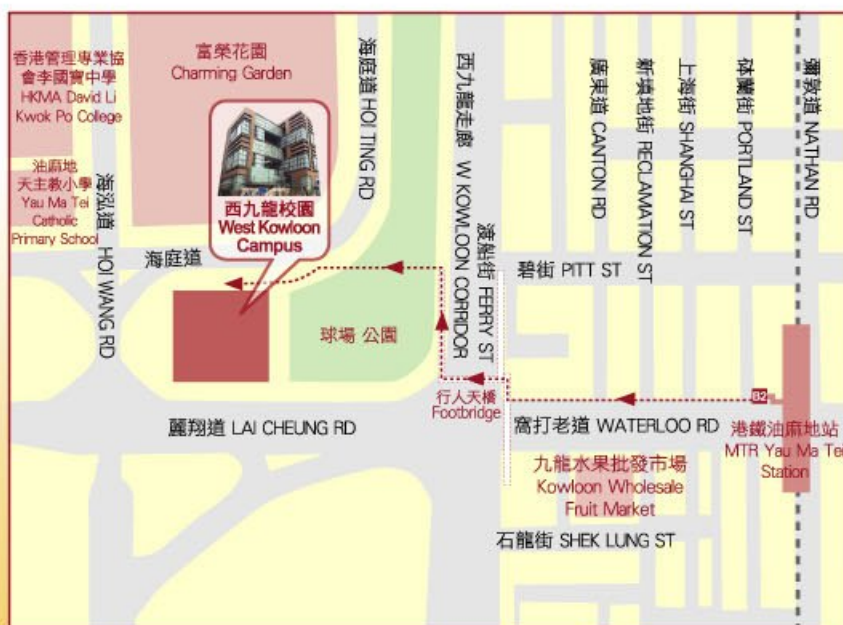 香港管理專業協
會李國寶中學
HKMA David Li
Kwok Po College
富榮花園
Charming Garden
海庭道 HOI TING RD
西九龍走廊 W KOWLOON CORRIDOR
渡船街 FERRY ST
廣東道 CANTON RD
新填地街 RECLAMATION ST
上海街 SHANGHAI ST
砵蘭街 PORTLAND ST
彌敦道 NATHAN RD
油麻地
天主教小學
Yau Ma Tei
Catholic
Primary School
海泓道 HOI WANG RD
西九龍校園
West Kowloon
Campus
海庭道
碧街 PITT ST
球場 公園
行人天橋
Footbridge
B2
麗翔道 LAI CHEUNG RD
窩打老道 WATERLOO RD
港鐵油麻地站
MTR Yau Ma Tei
Station
九龍水果批發市場
Kowloon Wholesale
Fruit Market
石龍街 SHEK LUNG ST